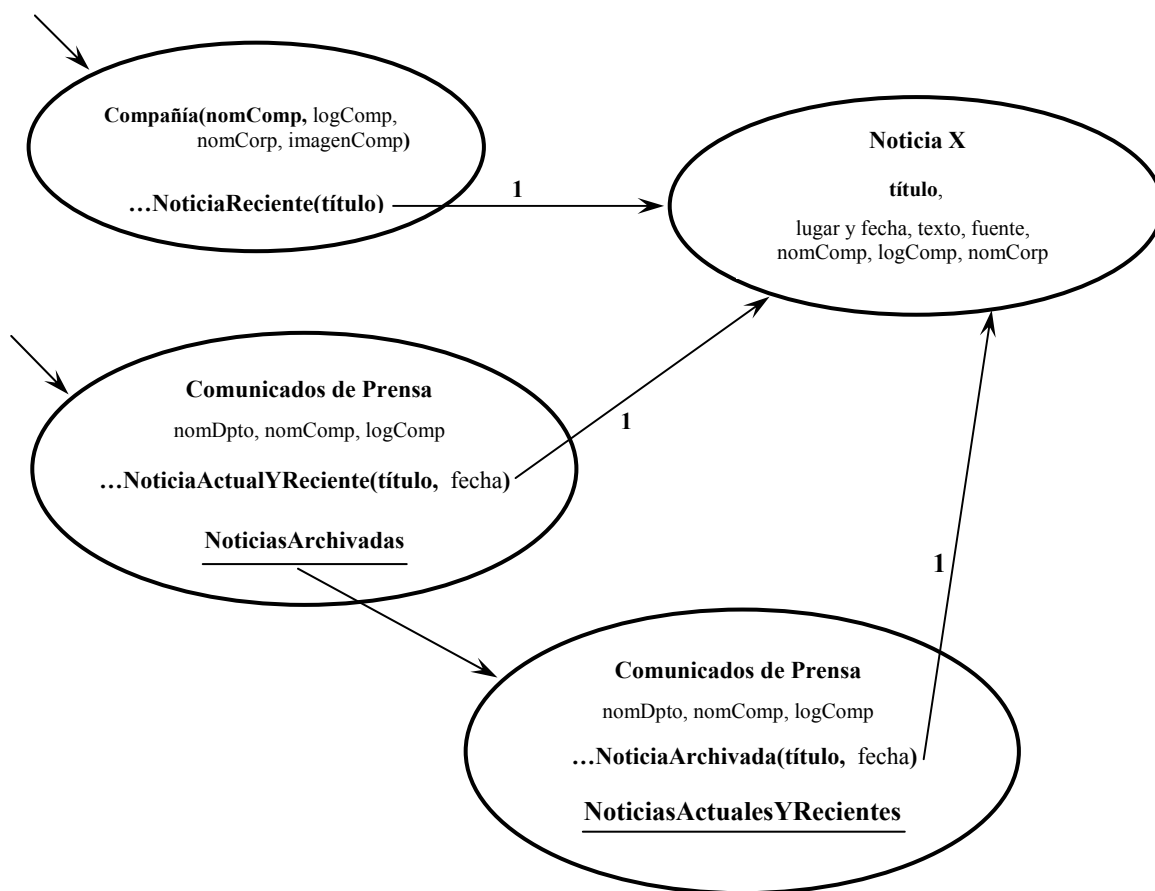 Compañía(nomComp, logComp,
nomCorp, imagenComp)
…NoticiaReciente(título)
1
Noticia X
título,
lugar y fecha, texto, fuente,
nomComp, logComp, nomCorp
Comunicados de Prensa
nomDpto, nomComp, logComp
…NoticiaActualYReciente(título, fecha)
NoticiasArchivadas
1
1
Comunicados de Prensa
nomDpto, nomComp, logComp
…NoticiaArchivada(título, fecha)
NoticiasActualesYRecientes